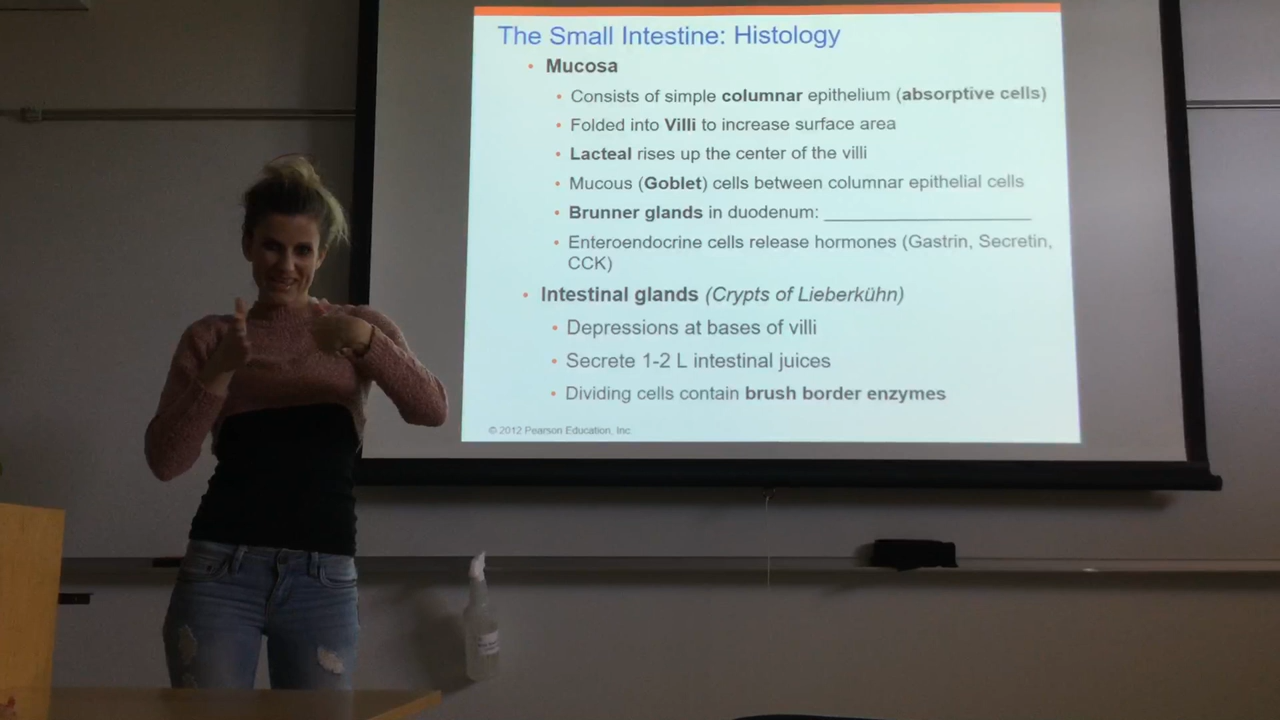 The Small Intestine: Histology
• Mucosa
• Consists of simple columnar epithelium (absorptive cells)
• Folded into Villi to increase surface area
• Lacteal rises up the center of the villi
• Mucous (Goblet) cells between columnar epithelial cells
• Brunner glands in duodenum: ______________________
• Enteroendocrine cells release hormones (Gastrin, Secretin,
CCK)
• Intestinal glands (Crypts of Lieberkühn)
• Depressions at bases of villi
• Secrete 1-2 L intestinal juices
• Dividing cells contain brush border enzymes
© 2012 Pearson Education, Inc